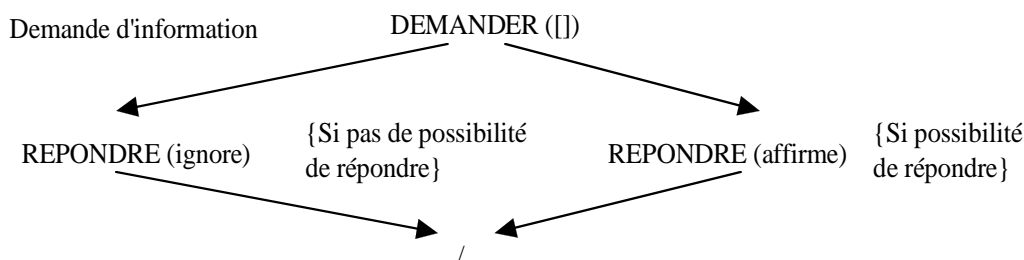 Demande d'information
DEMANDER ([])
REPONDRE (ignore)
{Si pas de possibilité
de répondre}
REPONDRE (affirme)
{Si possibilité
de répondre}
/